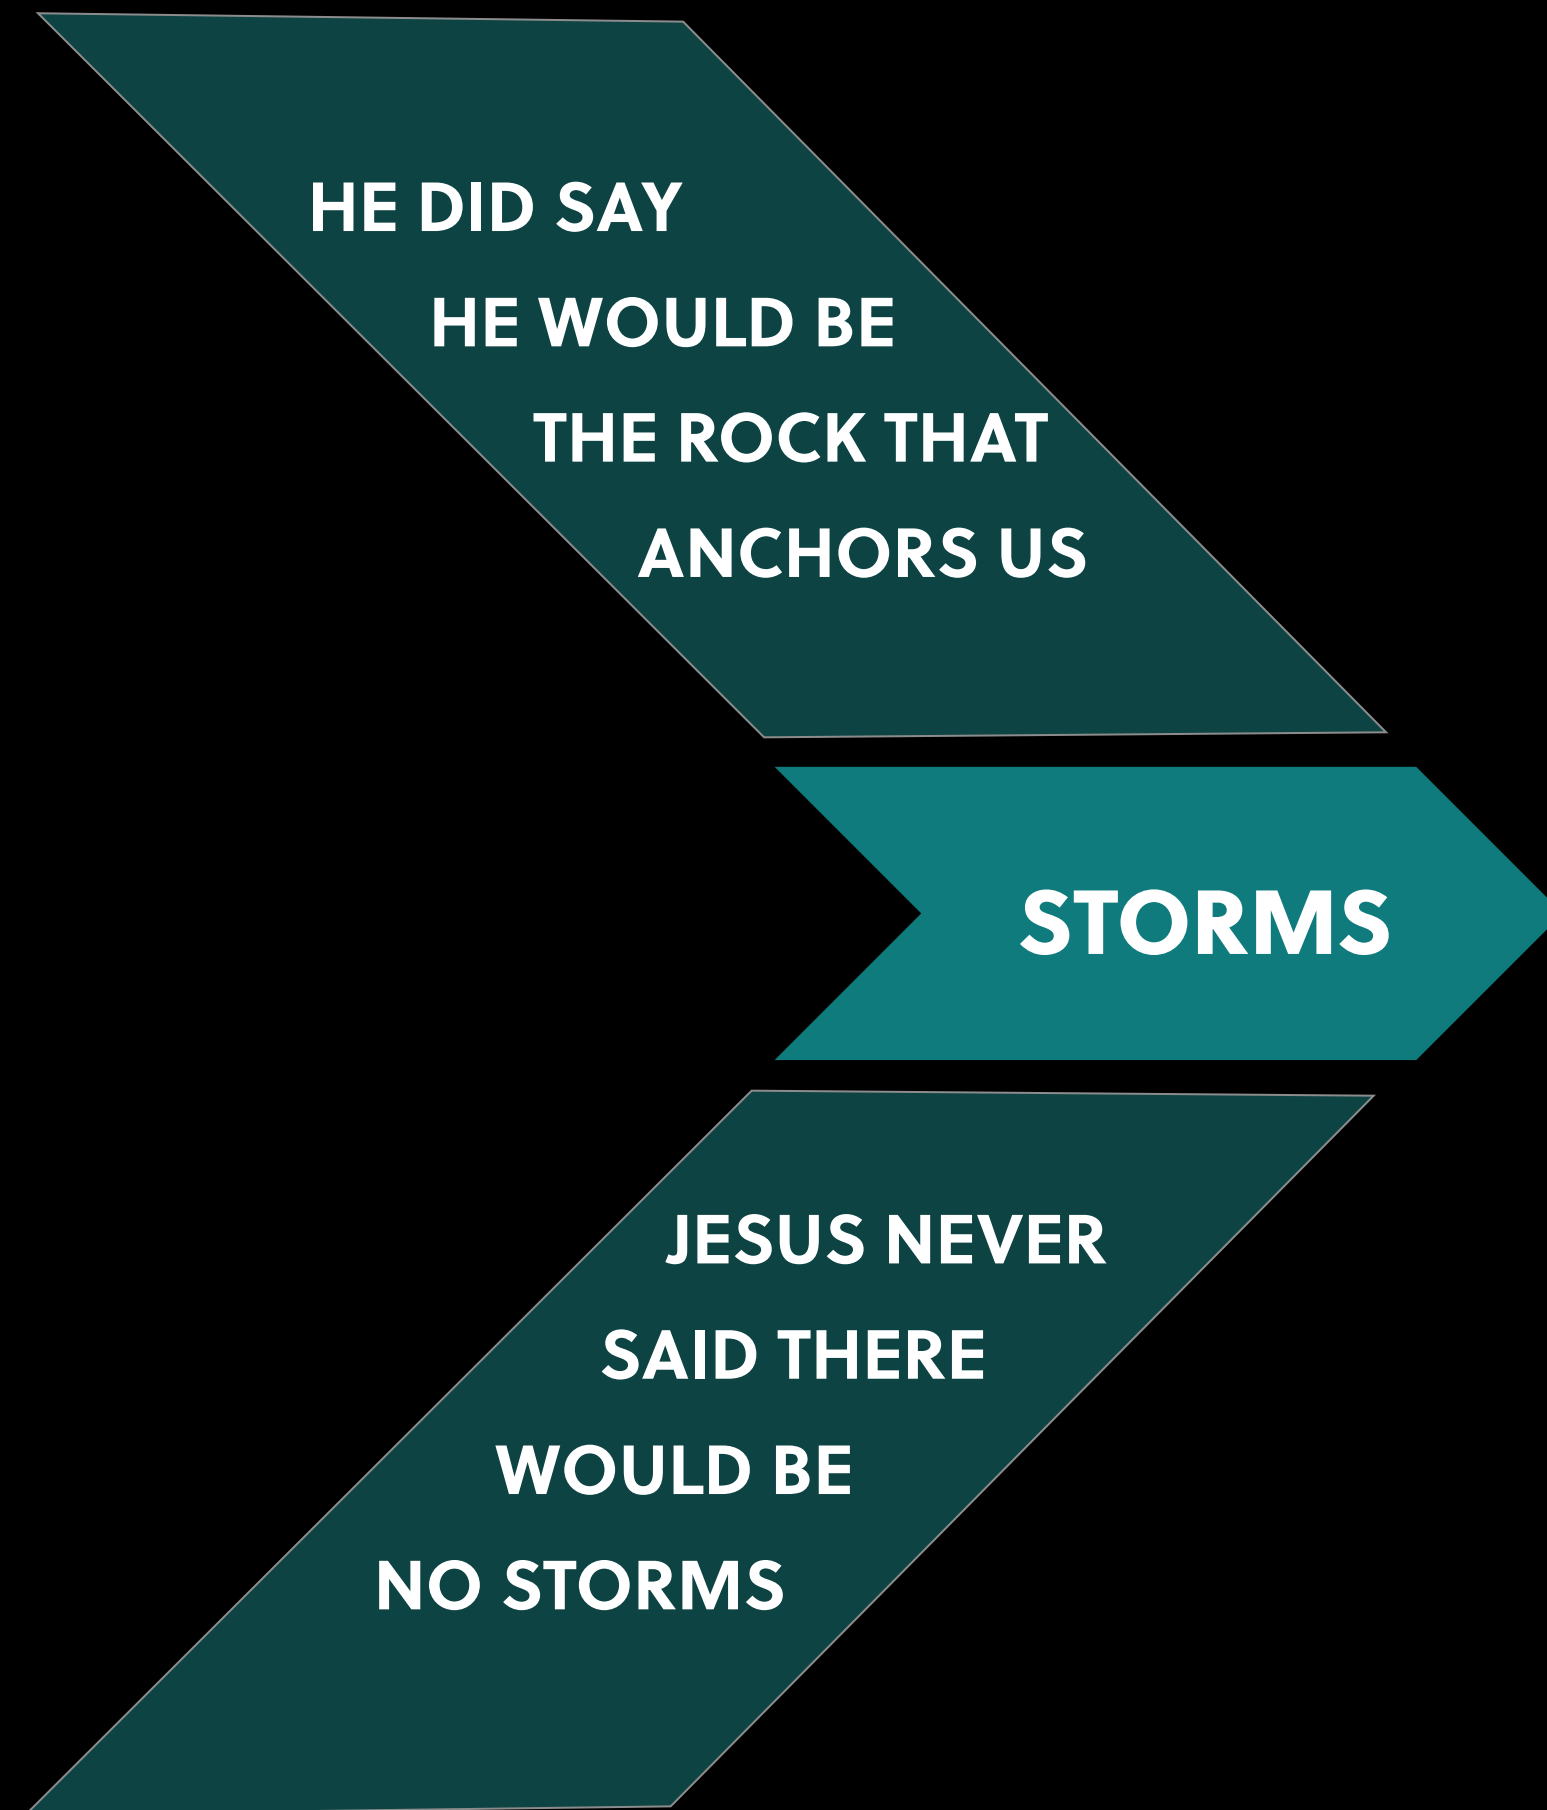 HE DID SAY
HE WOULD BE
THE ROCK THAT
ANCHORS US
STORMS
JESUS NEVER
SAID THERE
WOULD BE
NO STORMS